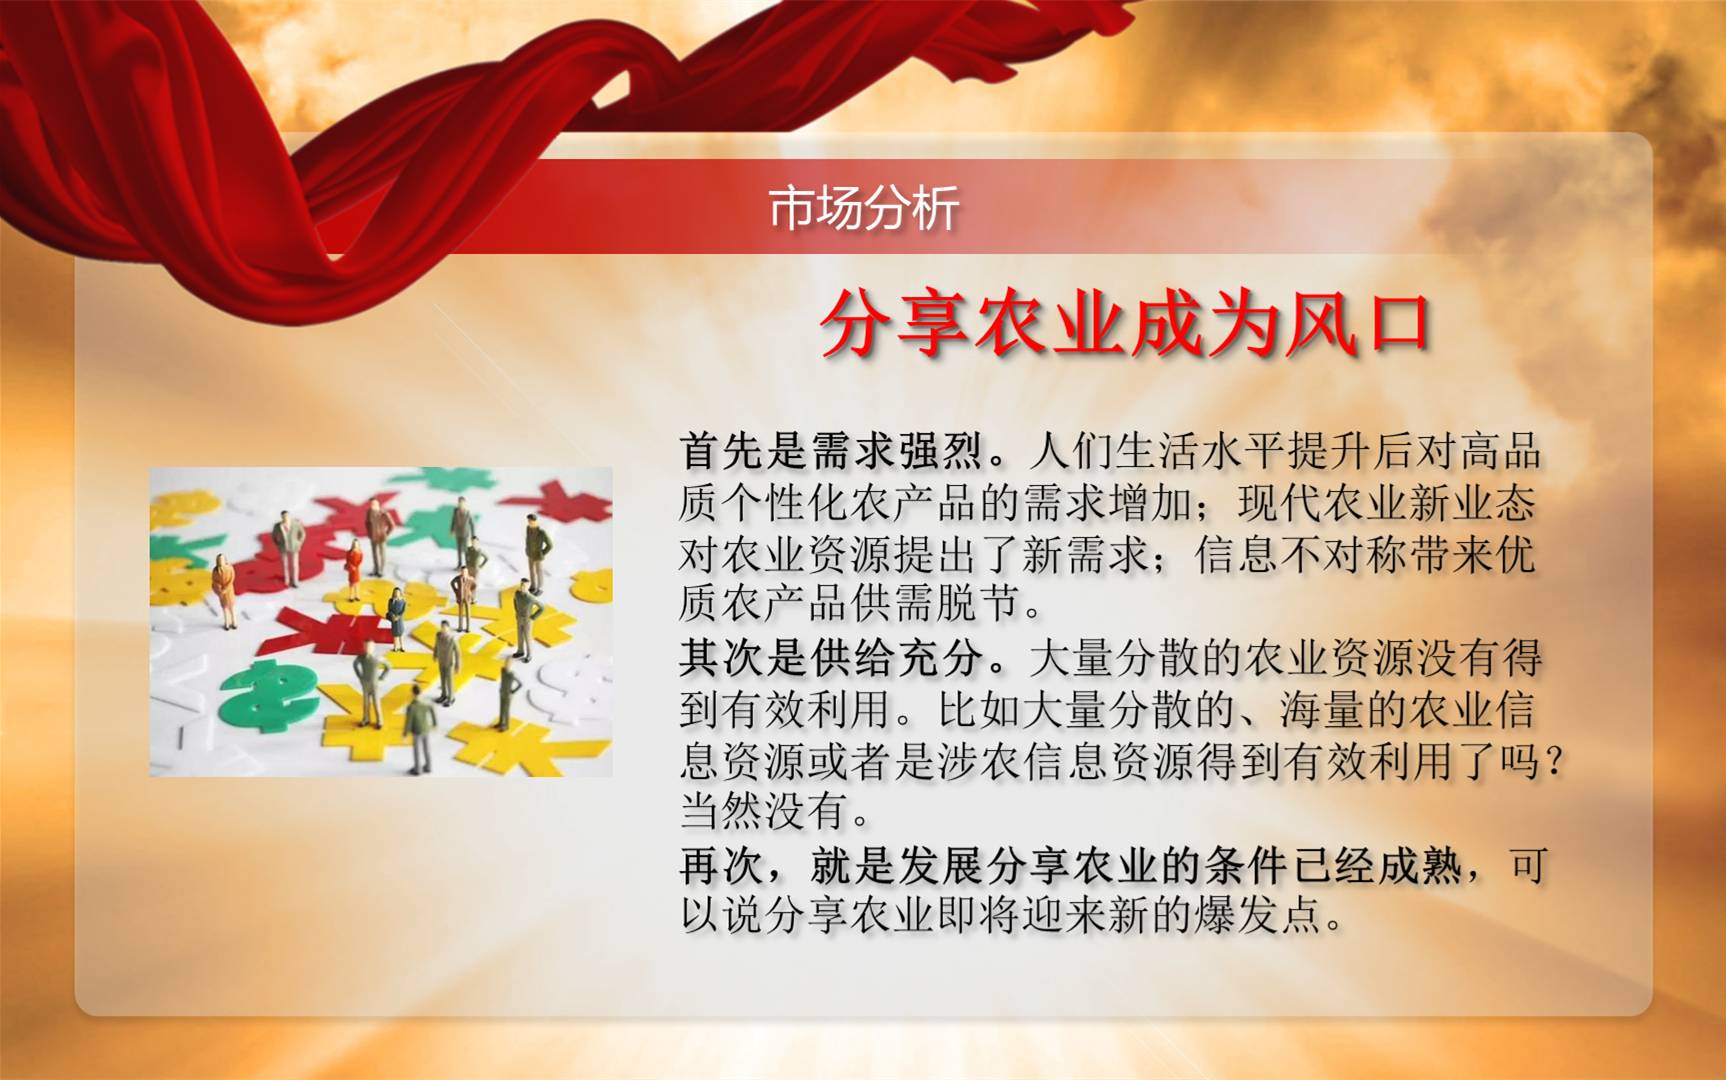 市场分析
分享农业成为风口
首先是需求强烈。人们生活水平提升后对高品
质个性化农产品的需求增加；现代农业新业态
对农业资源提出了新需求；信息不对称带来优
质农产品供需脱节。
其次是供给充分。大量分散的农业资源没有得
到有效利用。比如大量分散的、海量的农业信
息资源或者是涉农信息资源得到有效利用了吗？
当然没有。
再次，就是发展分享农业的条件已经成熟，可
以说分享农业即将迎来新的爆发点。